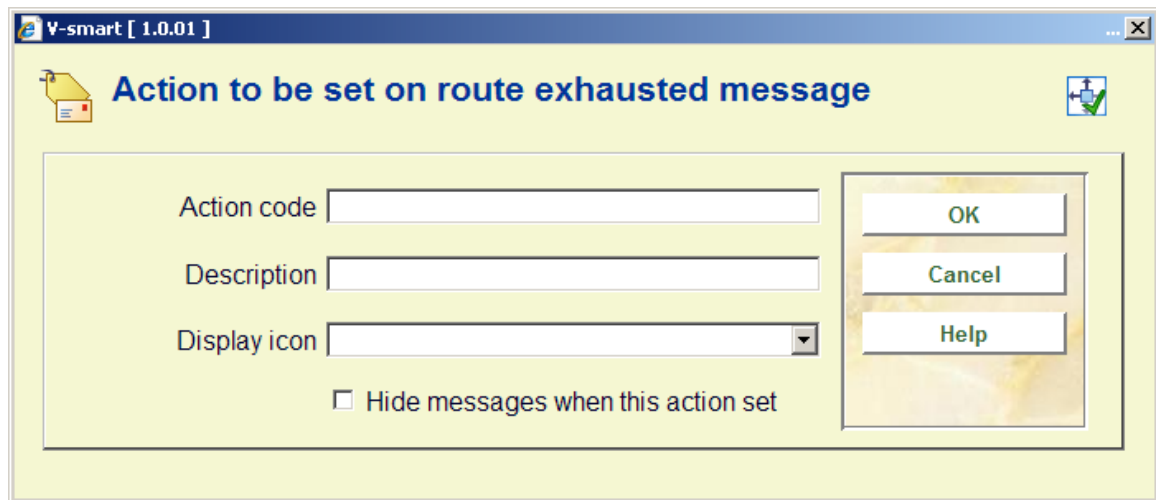 V-smart [ 1.0.01 ]
...
Action to be set on route exhausted message
Action code
OK
Description
Cancel
Display icon
Help
Hide messages when this action set